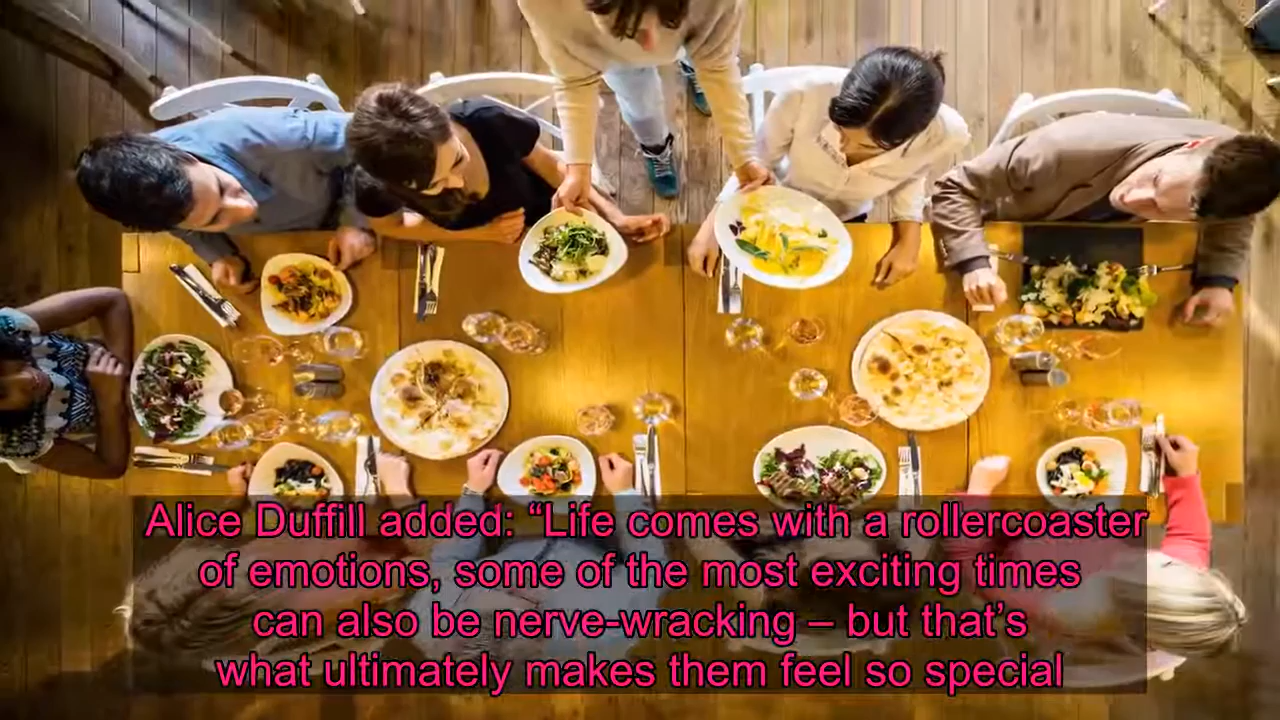 Alice Duffill added: “Life comes with a rollercoaster
of emotions, some of the most exciting times
can also be nerve-wracking – but that’s
what ultimately makes them feel so special